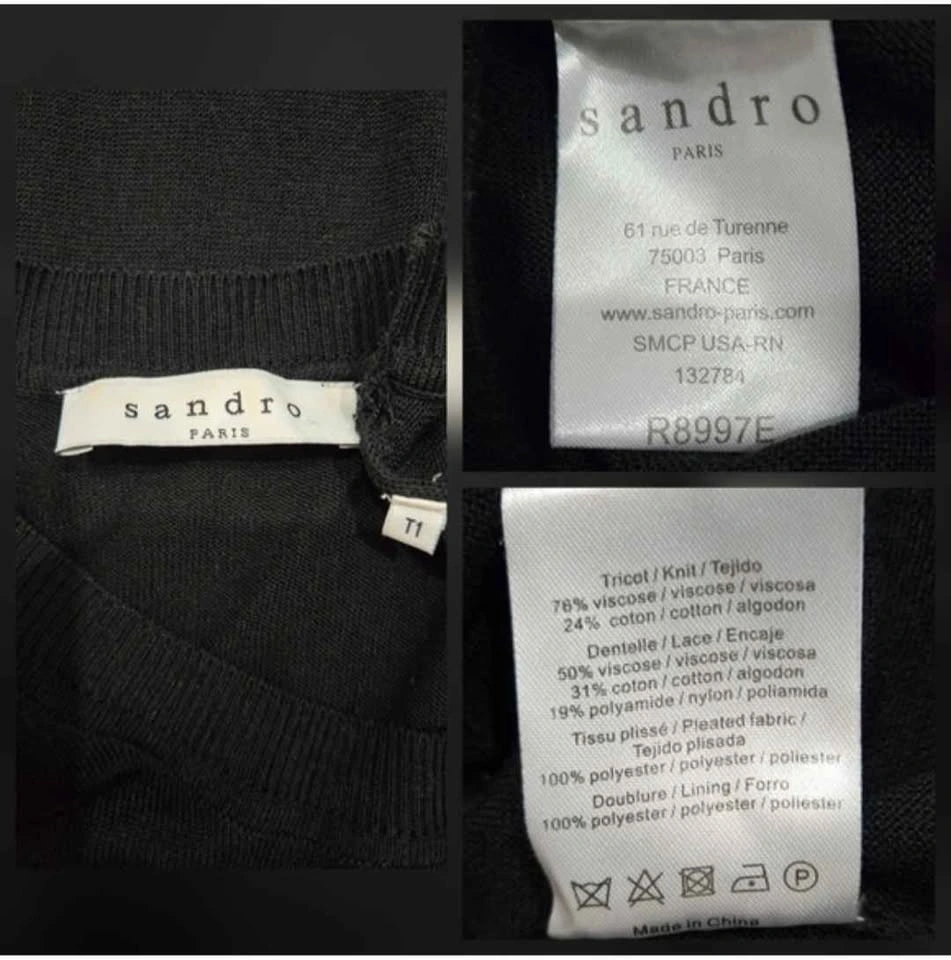 sandro
PARIS
T1
sandro
PARIS
61 rue de Turenne
75003 Paris
FRANCE
www.sandro-paris.com
SMCP USA-RN
132784
R8997E
Tricot / Knit / Tejido
76% viscose / viscose / viscosa
24% coton / cotton / algodon
Dentelle / Lace / Encaje
50% viscose / viscose / viscosa
31% coton / cotton / algodon
19% polyamide / nylon / poliamida
Tissu plissé / Pleated fabric /
Tejido plisada
100% polyester / polyester / poliester
Doublure / Lining / Forro
100% polyester / polyester / poliester
P
Made in China